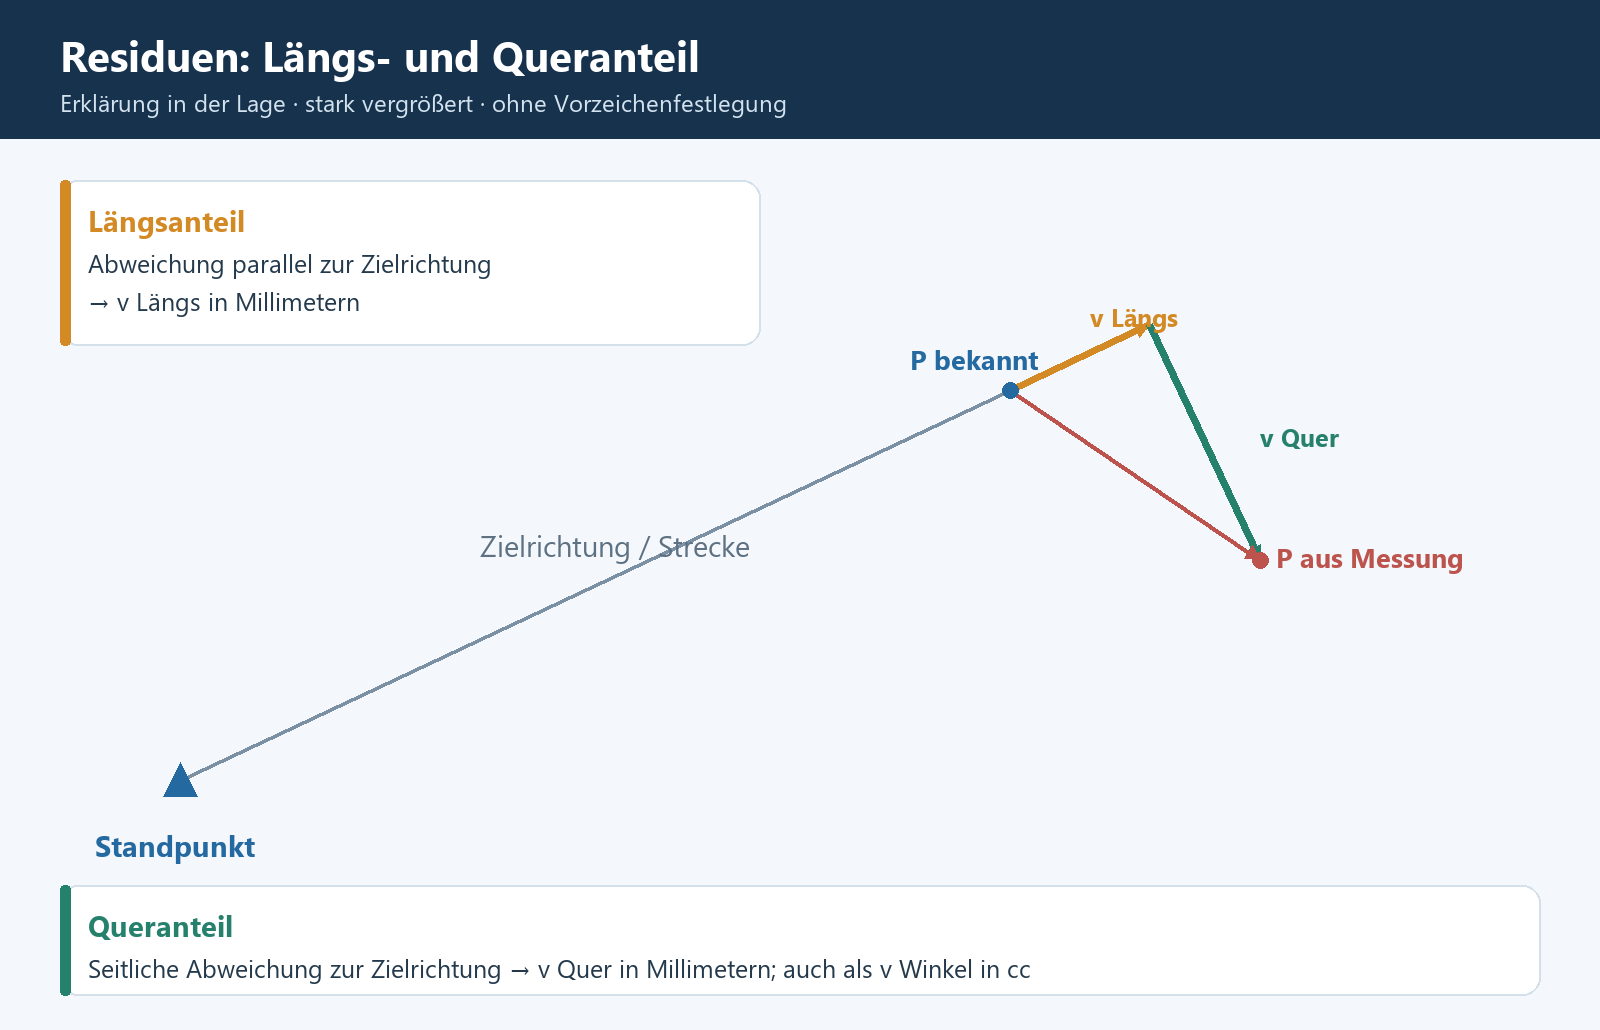 Residuen: Längs- und Queranteil
Erklärung in der Lage · stark vergrößert · ohne Vorzeichenfestlegung
Längsanteil
Abweichung parallel zur Zielrichtung
→ v Längs in Millimetern
v Längs
P bekannt
v Quer
Zielrichtung / Strecke
P aus Messung
Standpunkt
Queranteil
Seitliche Abweichung zur Zielrichtung → v Quer in Millimetern; auch als v Winkel in cc